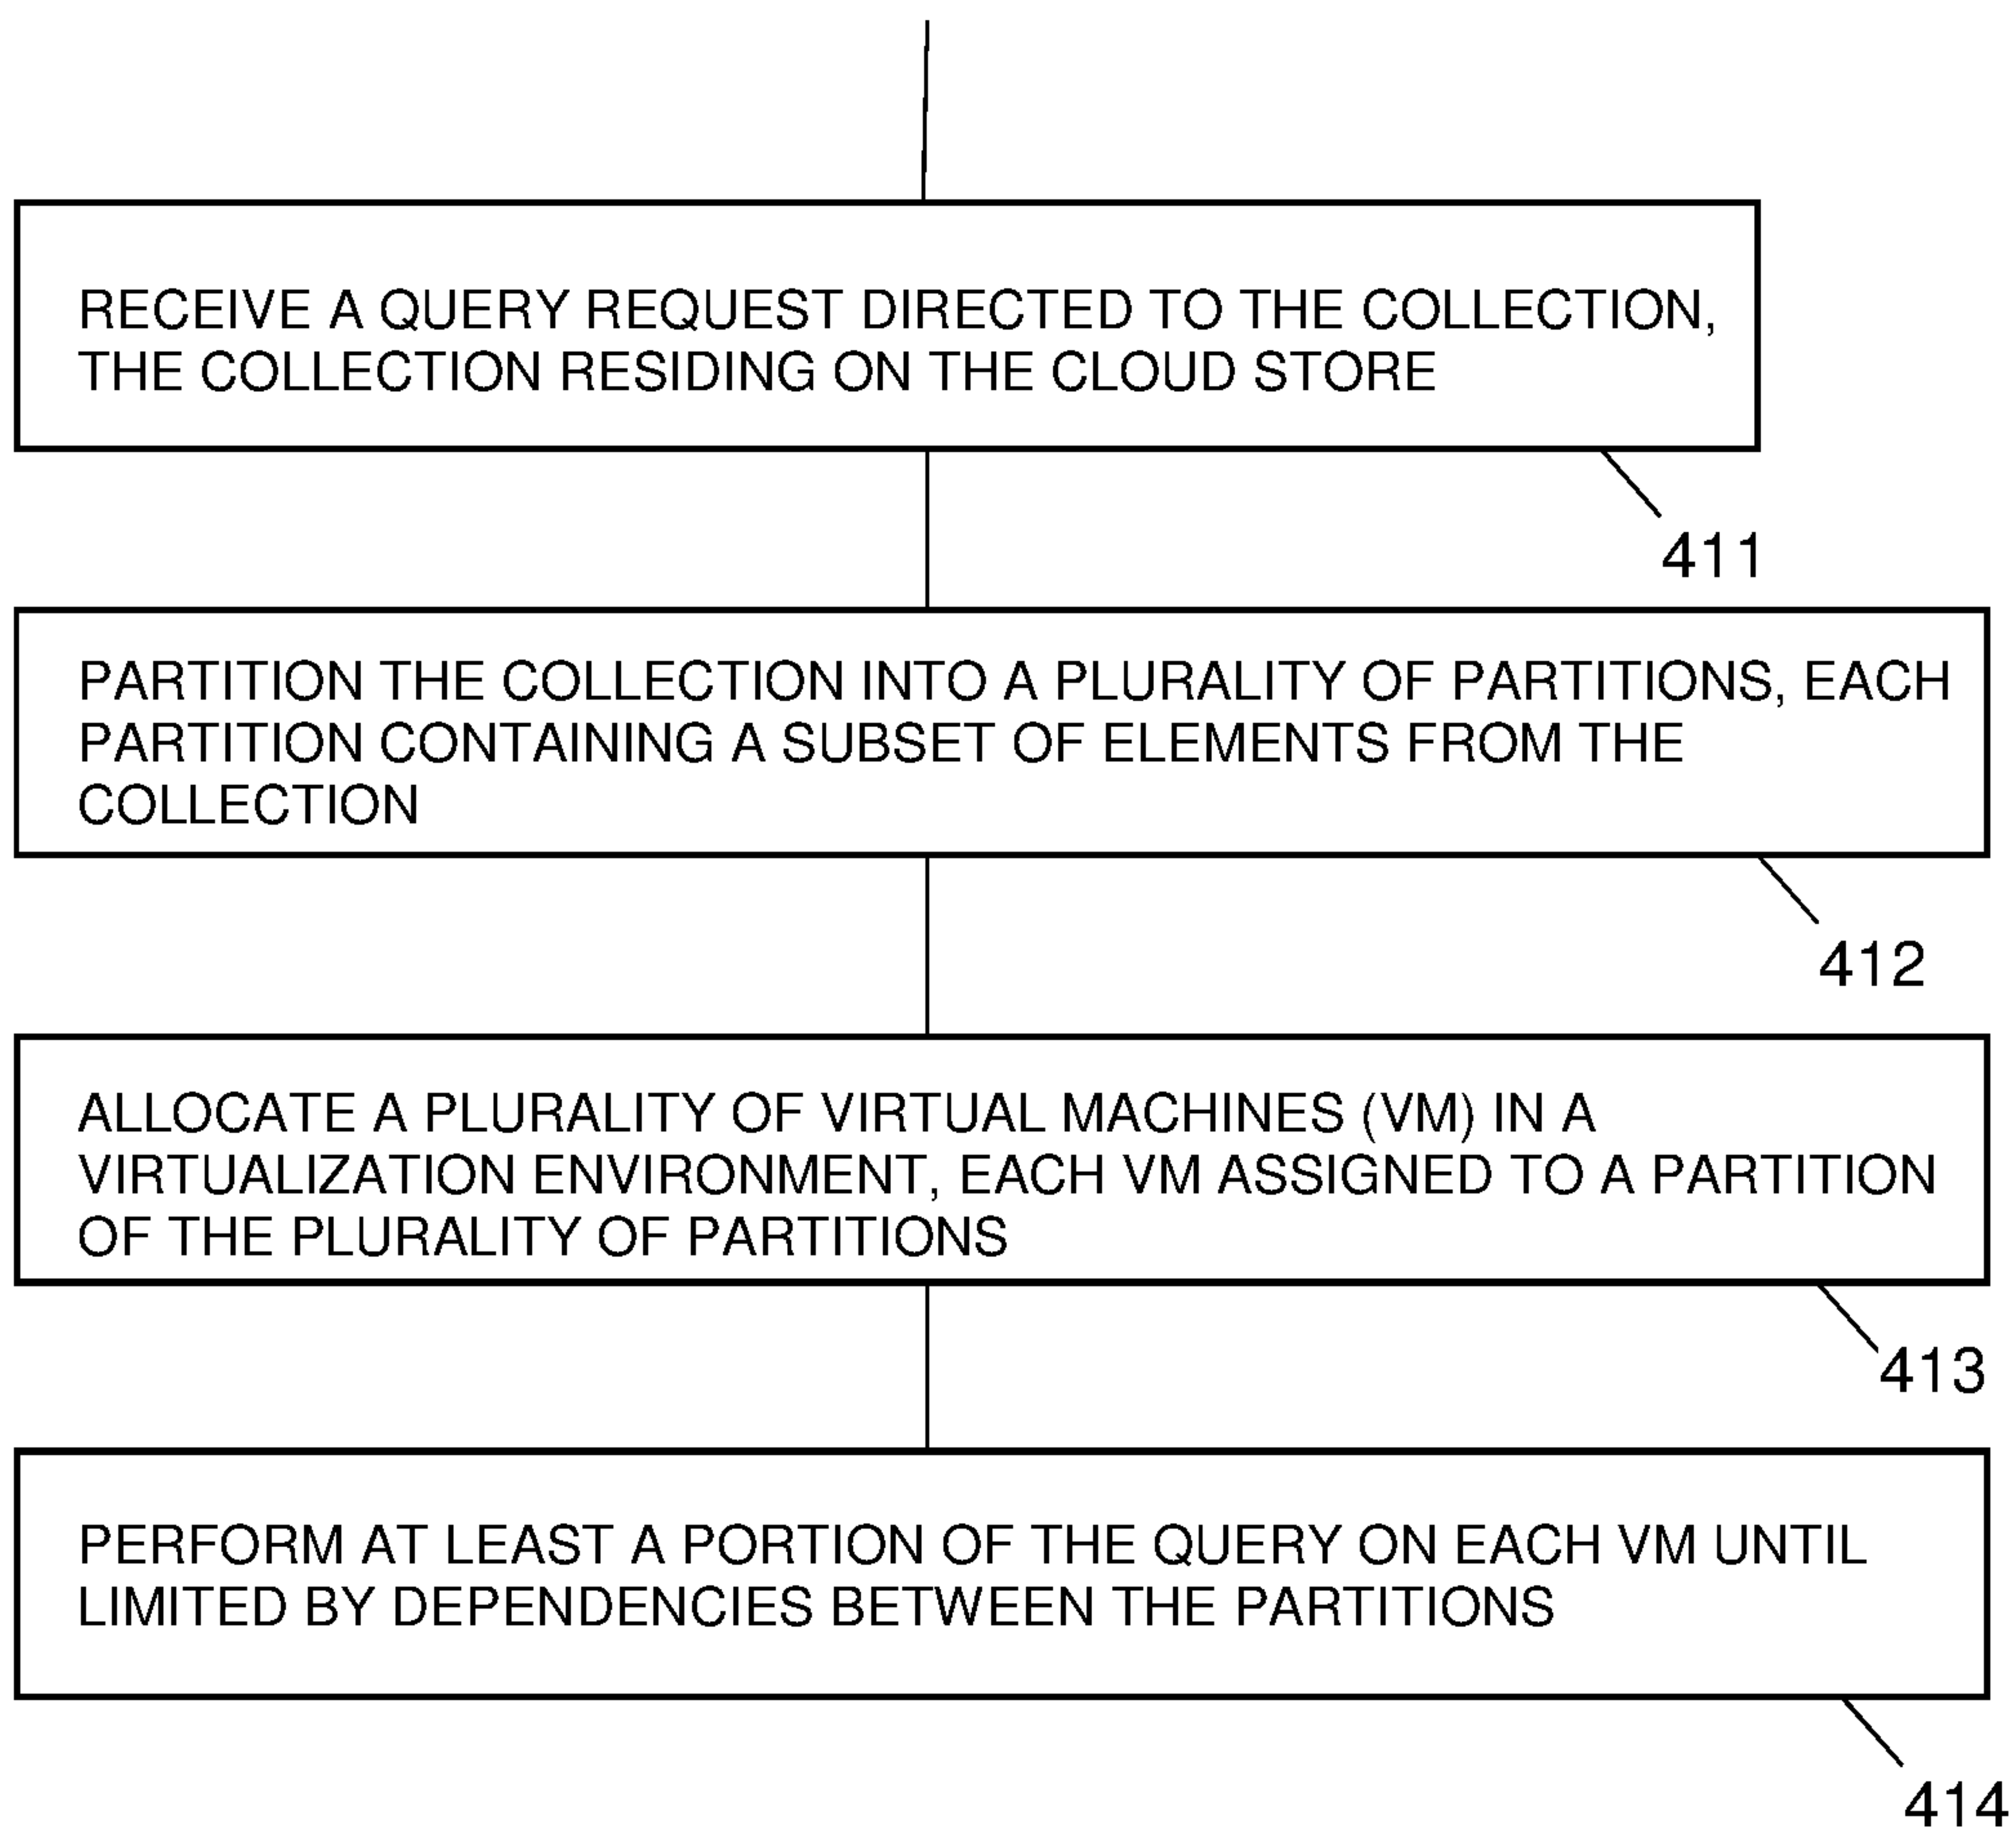 RECEIVE A QUERY REQUEST DIRECTED TO THE COLLECTION,
THE COLLECTION RESIDING ON THE CLOUD STORE
411
PARTITION THE COLLECTION INTO A PLURALITY OF PARTITIONS, EACH
PARTITION CONTAINING A SUBSET OF ELEMENTS FROM THE
COLLECTION
412
ALLOCATE A PLURALITY OF VIRTUAL MACHINES (VM) IN A
VIRTUALIZATION ENVIRONMENT, EACH VM ASSIGNED TO A PARTITION
OF THE PLURALITY OF PARTITIONS
413
PERFORM AT LEAST A PORTION OF THE QUERY ON EACH VM UNTIL
LIMITED BY DEPENDENCIES BETWEEN THE PARTITIONS
414